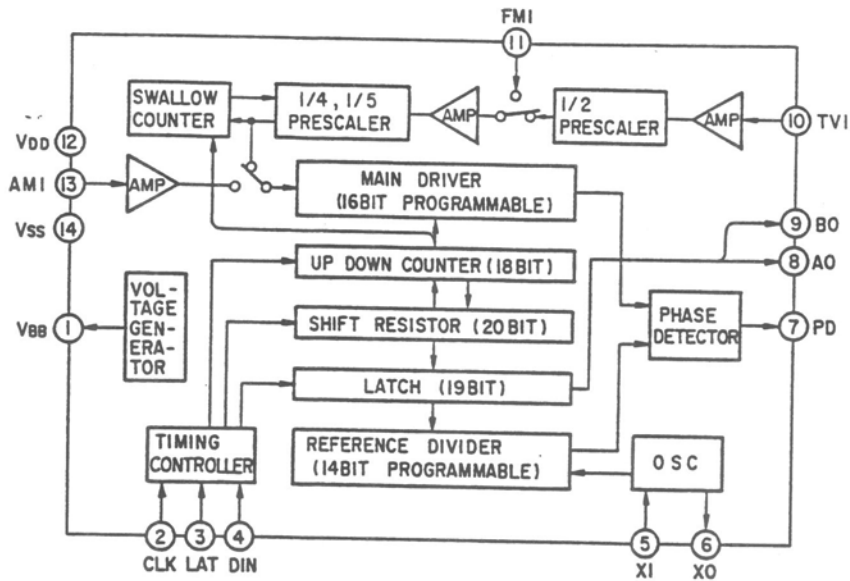 FMI
11
SWALLOW
COUNTER
1/4, 1/5
PRESCALER
AMP
1/2
PRESCALER
AMP
10 TVI
VDD 12
AMI 13
AMP
MAIN DRIVER
(16BIT PROGRAMMABLE)
VSS 14
9 BO
UP DOWN COUNTER (18BIT)
8 AO
VOL-
TAGE
GEN-
ERA-
TOR
VBB 1
SHIFT RESISTOR (20BIT)
PHASE
DETECTOR
7 PD
LATCH (19BIT)
TIMING
CONTROLLER
REFERENCE DIVIDER
(14BIT PROGRAMMABLE)
OSC
2 3 4
CLK LAT DIN
5 6
XI XO